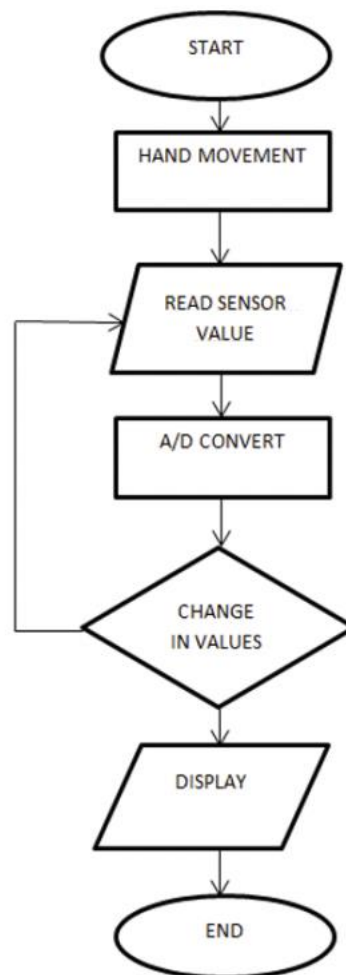 START
HAND MOVEMENT
READ SENSOR
VALUE
A/D CONVERT
CHANGE
IN VALUES
DISPLAY
END